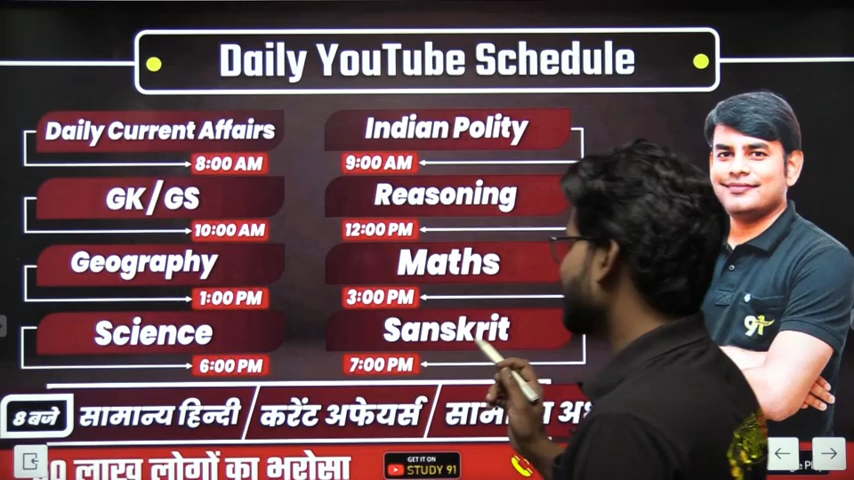 Daily YouTube Schedule
Daily Current Affairs
8:00 AM
Indian Polity
9:00 AM
GK/GS
10:00 AM
Reasoning
12:00 PM
Geography
1:00 PM
Maths
3:00 PM
Science
6:00 PM
Sanskrit
7:00 PM
8 बजे सामान्य हिन्दी / करेंट अफेयर्स /
लाख लोगों का भरोसा
GET IT ON
STUDY 91
91